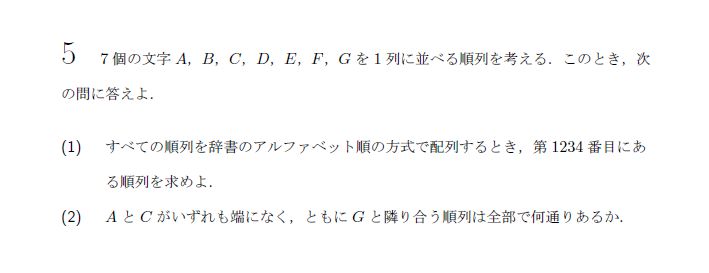 5 7個の文字 A, B, C, D, E, F, G を1列に並べる順列を考える. このとき, 次
の問に答えよ.
(1) すべての順列を辞書のアルファベット順の方式で配列するとき, 第1234番目にあ
る順列を求めよ.
(2) A と C がいずれも端になく, ともに G と隣り合う順列は全部で何通りあるか.